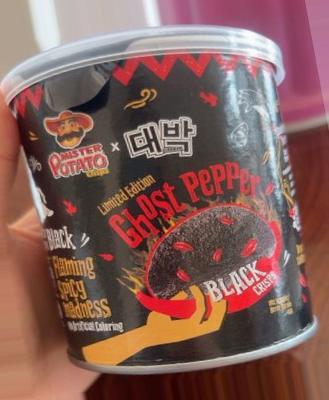 MISTER
POTATO
crisps
x
대박
Limited Edition
Ghost Pepper
Black
Flaming
Spicy
madness
No Artificial Coloring
BLACK
CRISPS